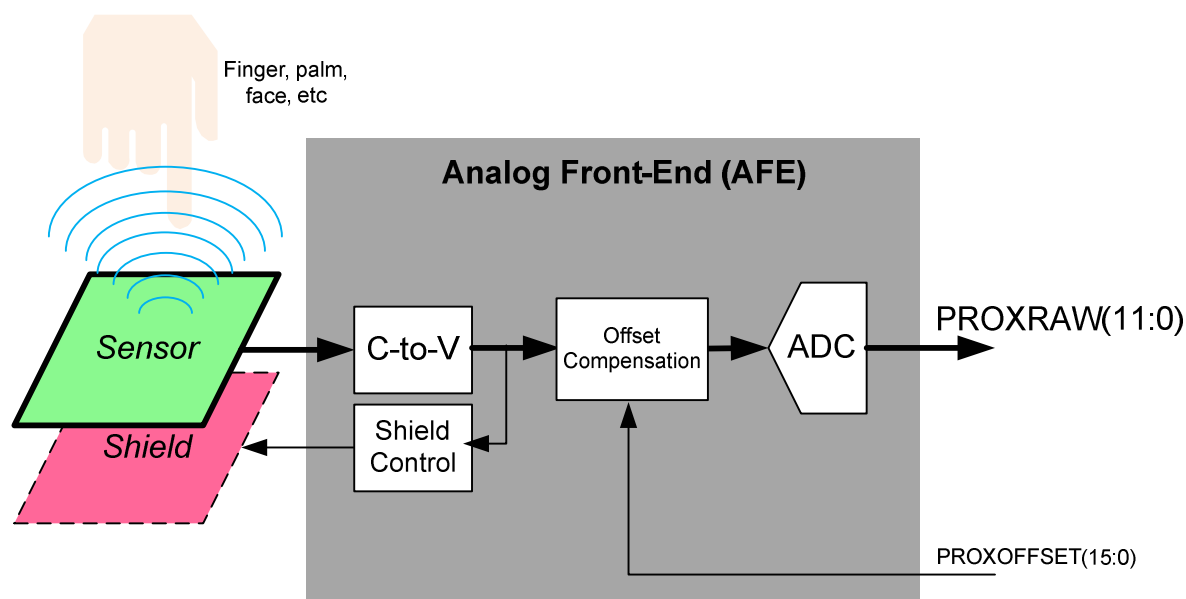 Finger, palm,
face, etc
Analog Front-End (AFE)
Sensor
C-to-V
Offset
Compensation
ADC
PROXRAW(11:0)
Shield
Shield
Control
PROXOFFSET(15:0)